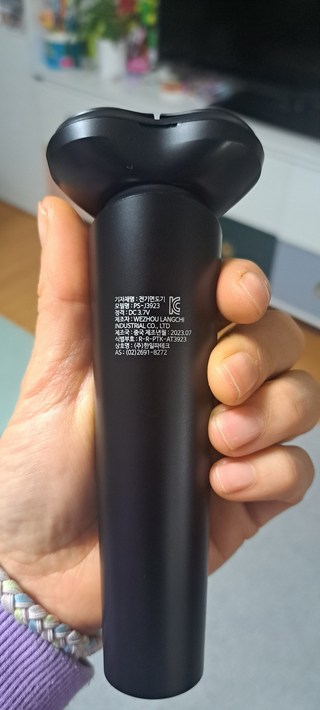 기자재명 : 전기면도기
모델명 : PS-J3923
정격 : DC 3.7V
제조자 : WEZHOU LANGCHI
INDUSTRIAL CO., LTD
제조국 : 중국 제조년월 : 2023.07
식별부호 : R-R-PTK-AT3923
상호명 : (주)한일파테크
AS : (02)2691-8272